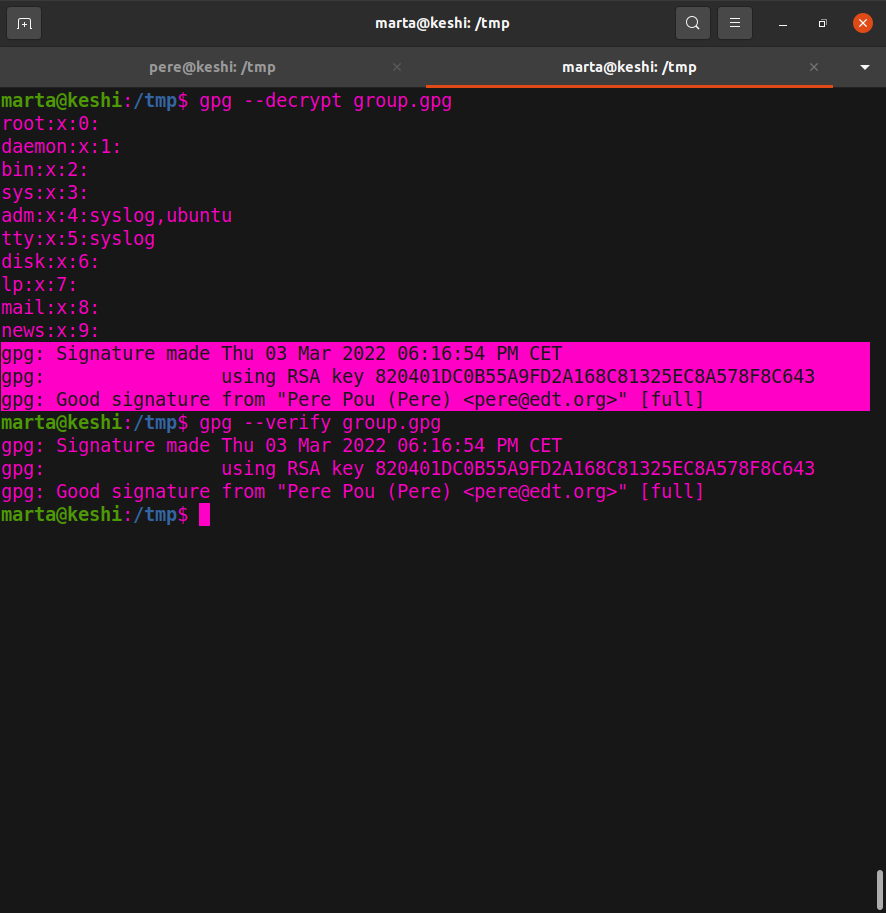 marta@keshi: /tmp
pere@keshi: /tmp
marta@keshi: /tmp
marta@keshi:/tmp$ gpg --decrypt group.gpg
root:x:0:
daemon:x:1:
bin:x:2:
sys:x:3:
adm:x:4:syslog,ubuntu
tty:x:5:syslog
disk:x:6:
lp:x:7:
mail:x:8:
news:x:9:
gpg: Signature made Thu 03 Mar 2022 06:16:54 PM CET
gpg:                using RSA key 820401DC0B55A9FD2A168C81325EC8A578F8C643
gpg: Good signature from "Pere Pou (Pere) <pere@edt.org>" [full]
marta@keshi:/tmp$ gpg --verify group.gpg
gpg: Signature made Thu 03 Mar 2022 06:16:54 PM CET
gpg:                using RSA key 820401DC0B55A9FD2A168C81325EC8A578F8C643
gpg: Good signature from "Pere Pou (Pere) <pere@edt.org>" [full]
marta@keshi:/tmp$